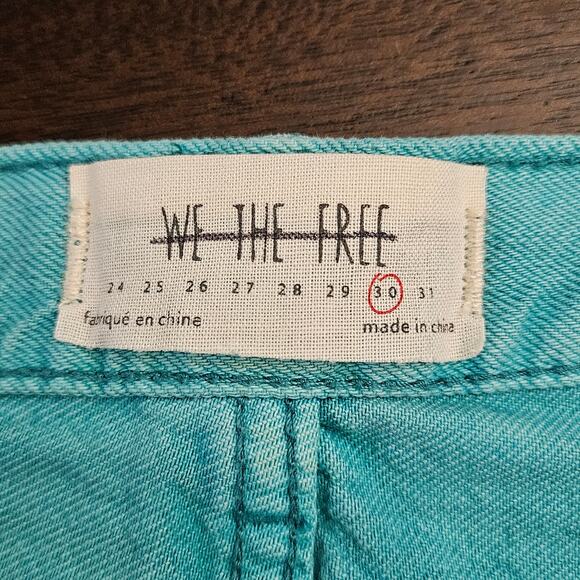 WE THE FREE
24 25 26 27 28 29 30 31
fabriqué en chine made in china